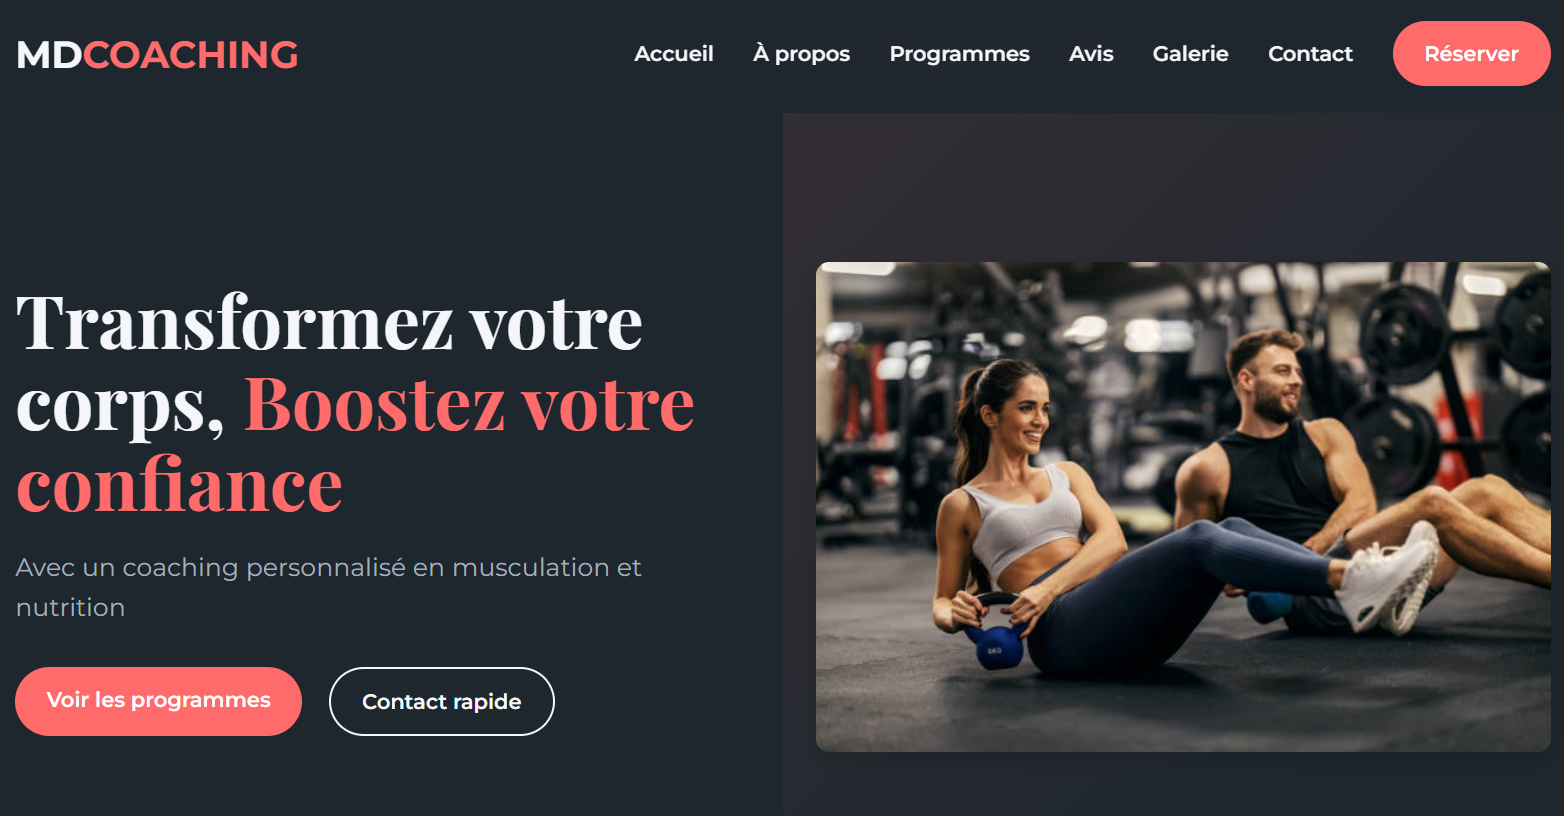 MDCOACHING
Accueil À propos Programmes Avis Galerie Contact Réserver
Transformez votre
corps, Boostez votre
confiance
Avec un coaching personnalisé en musculation et
nutrition
Voir les programmes Contact rapide